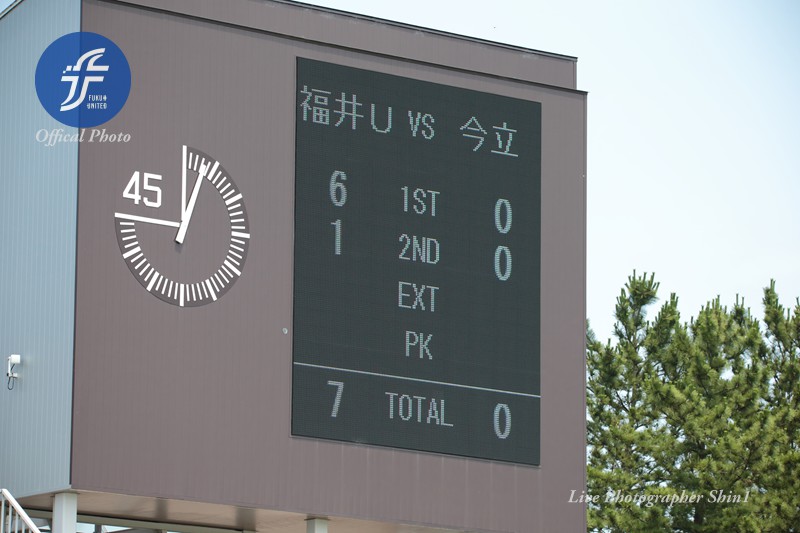 FUKUI
UNITED
Offical Photo
福井U VS 今立
45
6 1ST 0
1 2ND 0
EXT
PK
7 TOTAL 0
Live Photographer Shin1